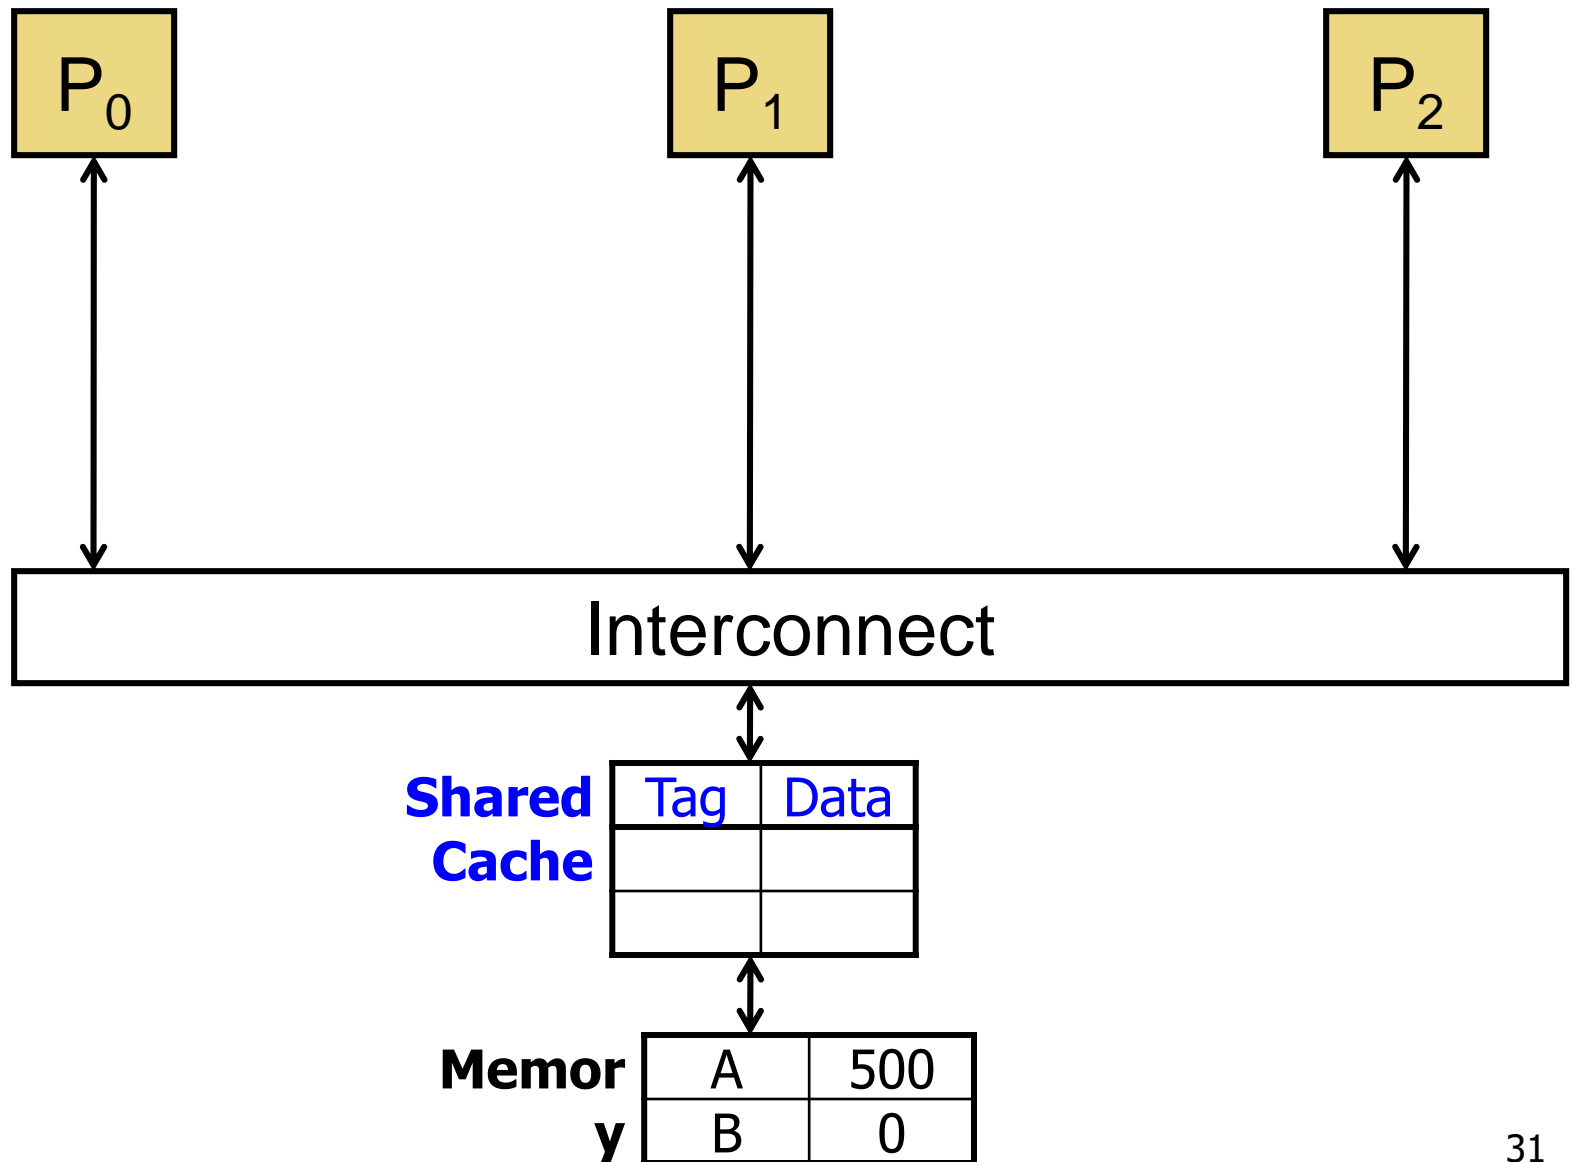 P₀ P₁ P₂
Interconnect
Shared Tag Data
Cache
Memor A 500
y B 0
31